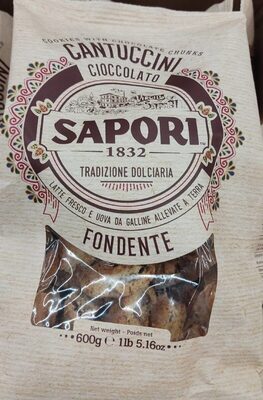 COOKIES WITH CHOCOLATE CHUNKS
CANTUCCINI
CIOCCOLATO
SAPORI
1832
TRADIZIONE DOLCIARIA
LATTE FRESCO E UOVA DA GALLINE ALLEVATE A TERRA
FONDENTE
Net weight - Poids net
600g ℮ 1lb 5.16oz